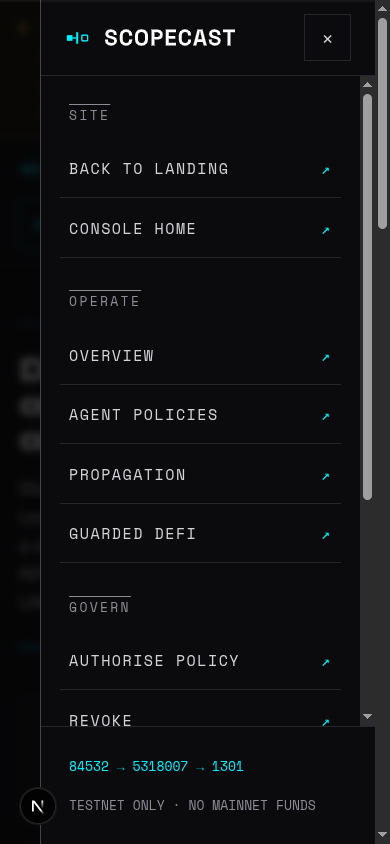 SCOPECAST
×
SITE
BACK TO LANDING ↗
CONSOLE HOME ↗
OPERATE
OVERVIEW ↗
AGENT POLICIES ↗
PROPAGATION ↗
GUARDED DEFI ↗
GOVERN
AUTHORISE POLICY ↗
REVOKE ↗
84532 → 5318007 → 1301
N
TESTNET ONLY · NO MAINNET FUNDS